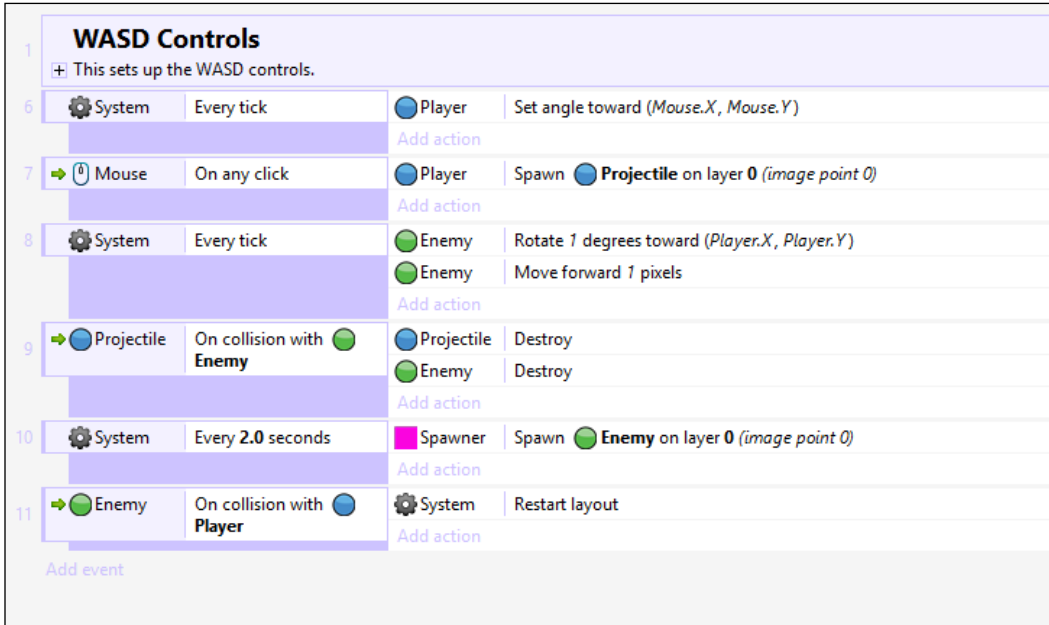 1 WASD Controls
+ This sets up the WASD controls.
6 System Every tick Player Set angle toward (Mouse.X, Mouse.Y)
Add action
7 Mouse On any click Player Spawn Projectile on layer 0 (image point 0)
Add action
8 System Every tick Enemy Rotate 1 degrees toward (Player.X, Player.Y)
Enemy Move forward 1 pixels
Add action
9 Projectile On collision with Enemy Projectile Destroy
Enemy Destroy
Add action
10 System Every 2.0 seconds Spawner Spawn Enemy on layer 0 (image point 0)
Add action
11 Enemy On collision with Player System Restart layout
Add action
Add event